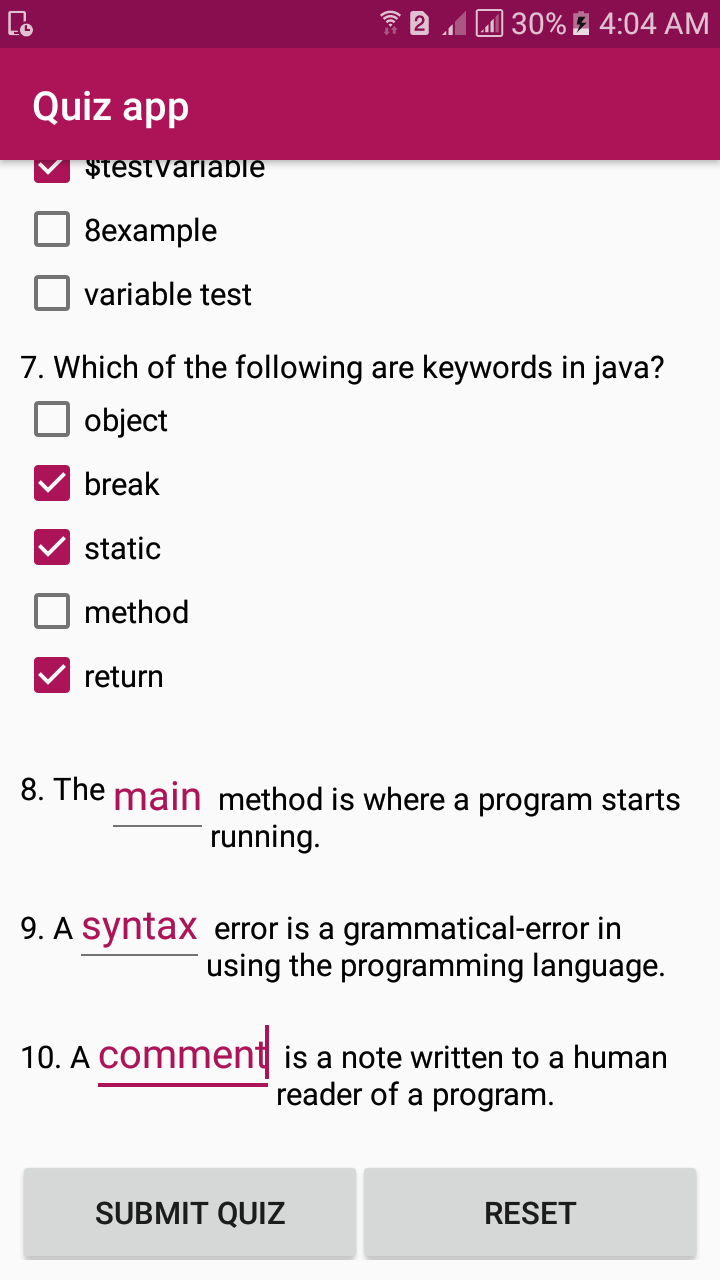 2 30% 4:04 AM
Quiz app
$testVariable
8example
variable test
7. Which of the following are keywords in java?
object
break
static
method
return
8. The main method is where a program starts
running.
9. A syntax error is a grammatical-error in
using the programming language.
10. A comment is a note written to a human
reader of a program.
SUBMIT QUIZ RESET